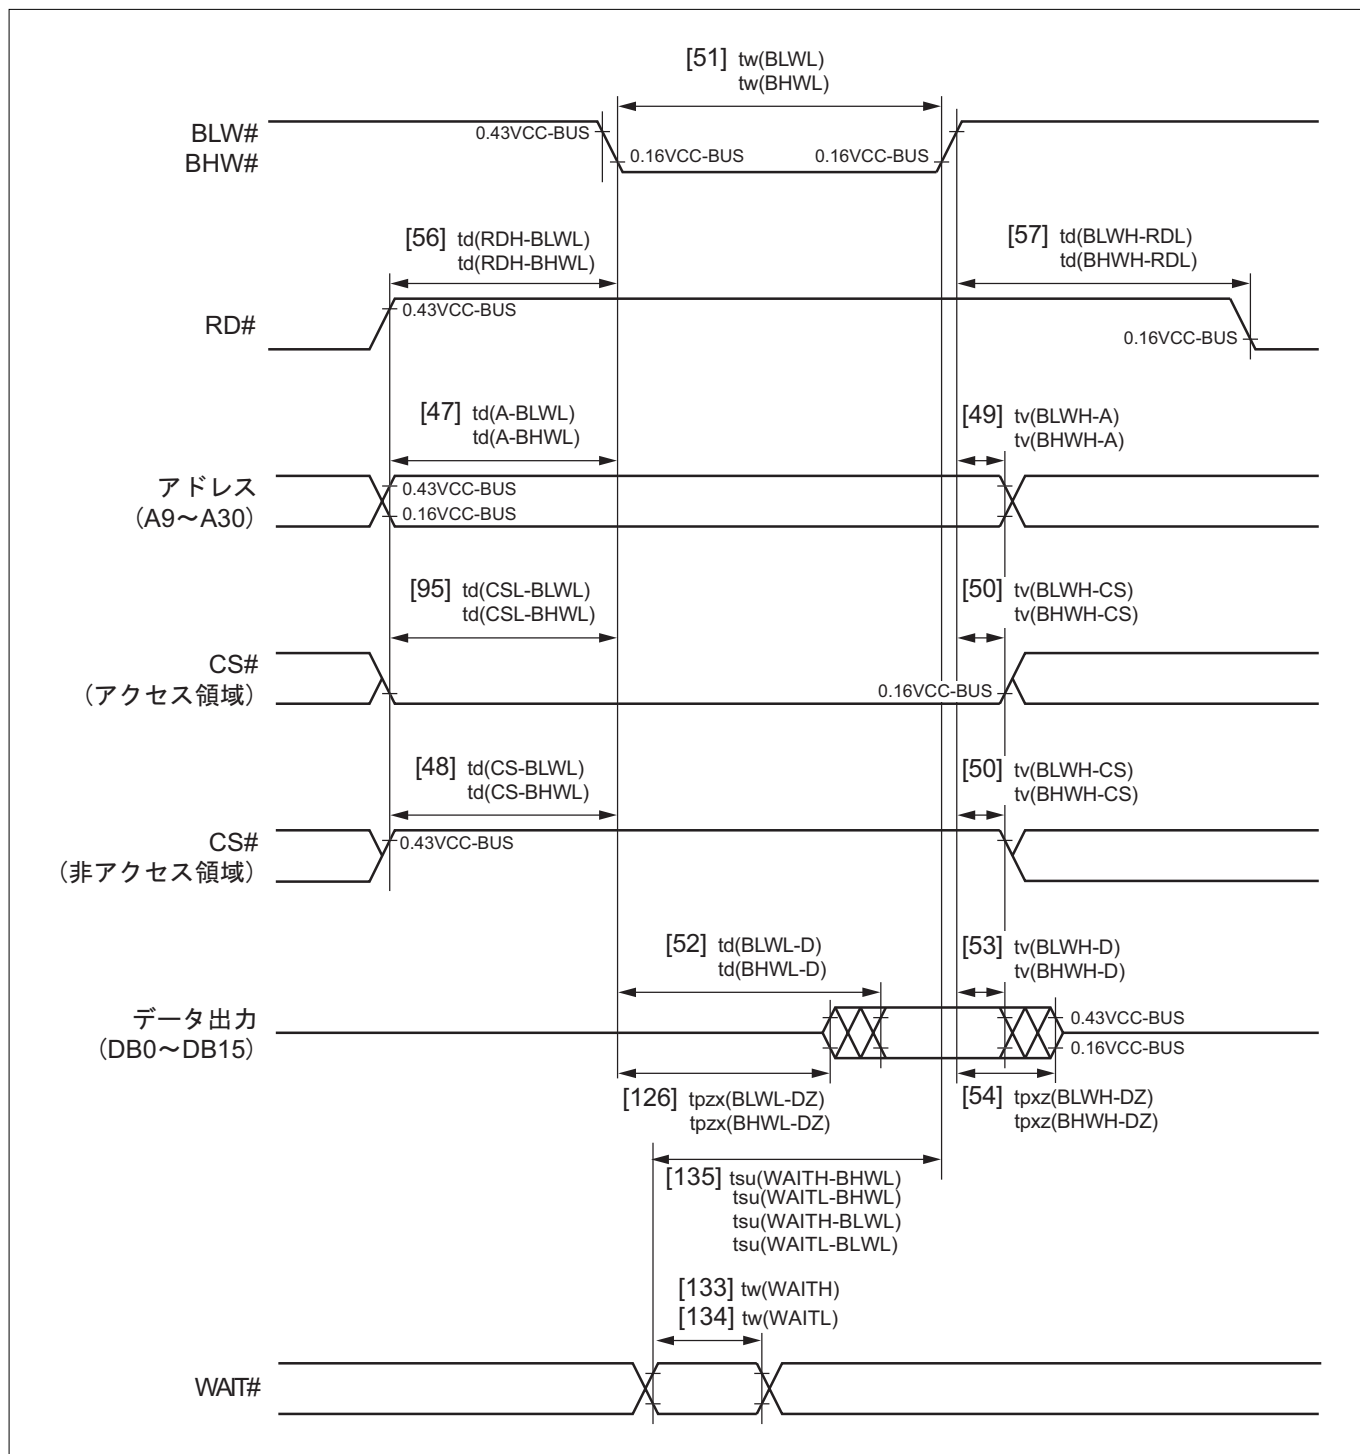 [51] tw(BLWL)
tw(BHWL)
BLW#
BHW#
0.43VCC-BUS
0.16VCC-BUS
0.16VCC-BUS
[56] td(RDH-BLWL)
td(RDH-BHWL)
[57] td(BLWH-RDL)
td(BHWH-RDL)
RD#
0.43VCC-BUS
0.16VCC-BUS
[47] td(A-BLWL)
td(A-BHWL)
[49] tv(BLWH-A)
tv(BHWH-A)
アドレス
(A9～A30)
0.43VCC-BUS
0.16VCC-BUS
[95] td(CSL-BLWL)
td(CSL-BHWL)
[50] tv(BLWH-CS)
tv(BHWH-CS)
CS#
(アクセス領域)
0.16VCC-BUS
[48] td(CS-BLWL)
td(CS-BHWL)
[50] tv(BLWH-CS)
tv(BHWH-CS)
CS#
(非アクセス領域)
0.43VCC-BUS
[52] td(BLWL-D)
td(BHWL-D)
[53] tv(BLWH-D)
tv(BHWH-D)
データ出力
(DB0～DB15)
0.43VCC-BUS
0.16VCC-BUS
[126] tpzx(BLWL-DZ)
tpzx(BHWL-DZ)
[54] tpxz(BLWH-DZ)
tpxz(BHWH-DZ)
[135] tsu(WAITH-BHWL)
tsu(WAITL-BHWL)
tsu(WAITH-BLWL)
tsu(WAITL-BLWL)
[133] tw(WAITH)
[134] tw(WAITL)
WAIT#